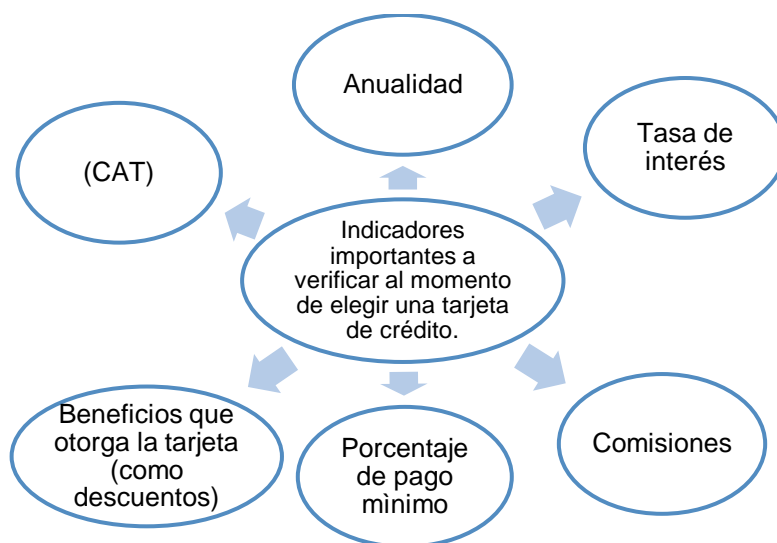 Anualidad
(CAT)
Tasa de
interés
Indicadores
importantes a
verificar al momento
de elegir una tarjeta
de crédito.
Beneficios que
otorga la tarjeta
(como
descuentos)
Porcentaje
de pago
mìnimo
Comisiones